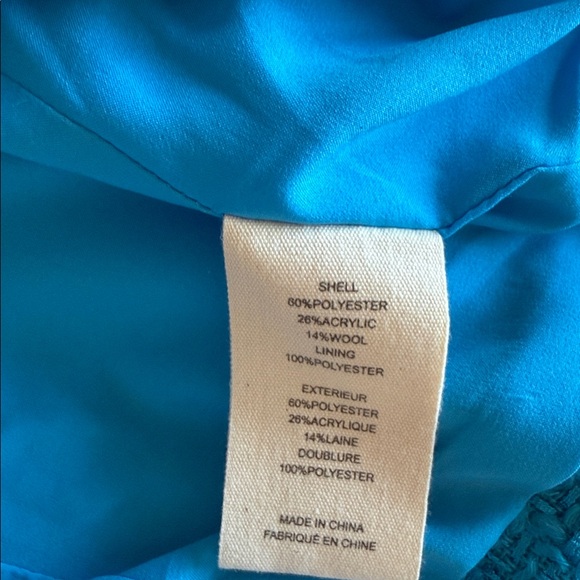 SHELL
60%POLYESTER
26%ACRYLIC
14%WOOL
LINING
100%POLYESTER
EXTERIEUR
60%POLYESTER
26%ACRYLIQUE
14%LAINE
DOUBLURE
100%POLYESTER
MADE IN CHINA
FABRIQUÉ EN CHINE